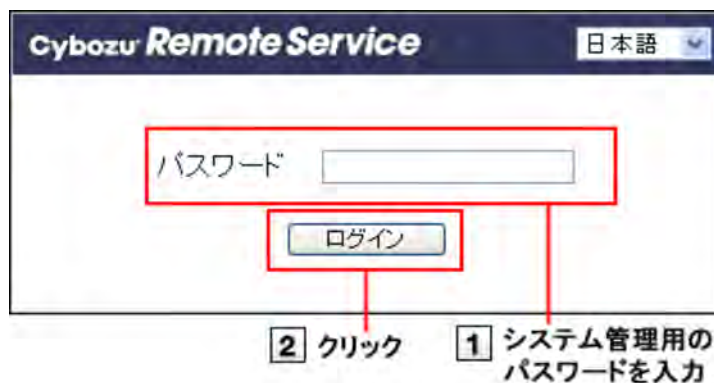 Cybozu Remote Service 日本語
パスワード
ログイン
2 クリック
1 システム管理用の
パスワードを入力